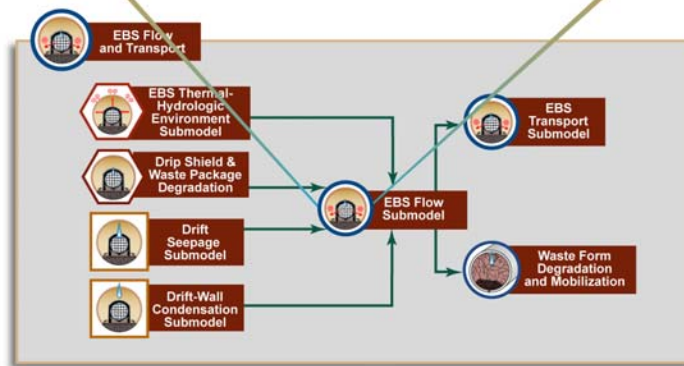 EBS Flow
and Transport
EBS Thermal-
Hydrologic
Environment
Submodel
Drip Shield &
Waste Package
Degradation
Drift
Seepage
Submodel
Drift-Wall
Condensation
Submodel
EBS Flow
Submodel
EBS
Transport
Submodel
Waste Form
Degradation
and Mobilization